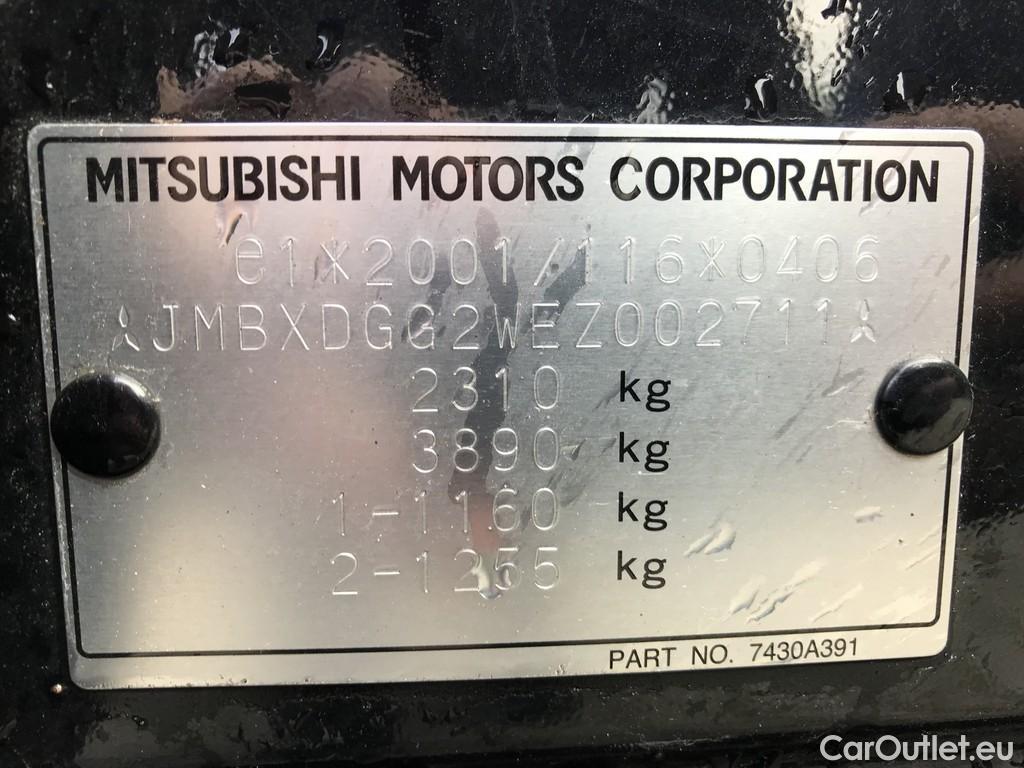 MITSUBISHI MOTORS CORPORATION
e1*2001/116*0406
JMBXDGG2WEZ002711
2310 kg
3890 kg
1-1160 kg
2-1255 kg
PART NO. 7430A391
CarOutlet.eu